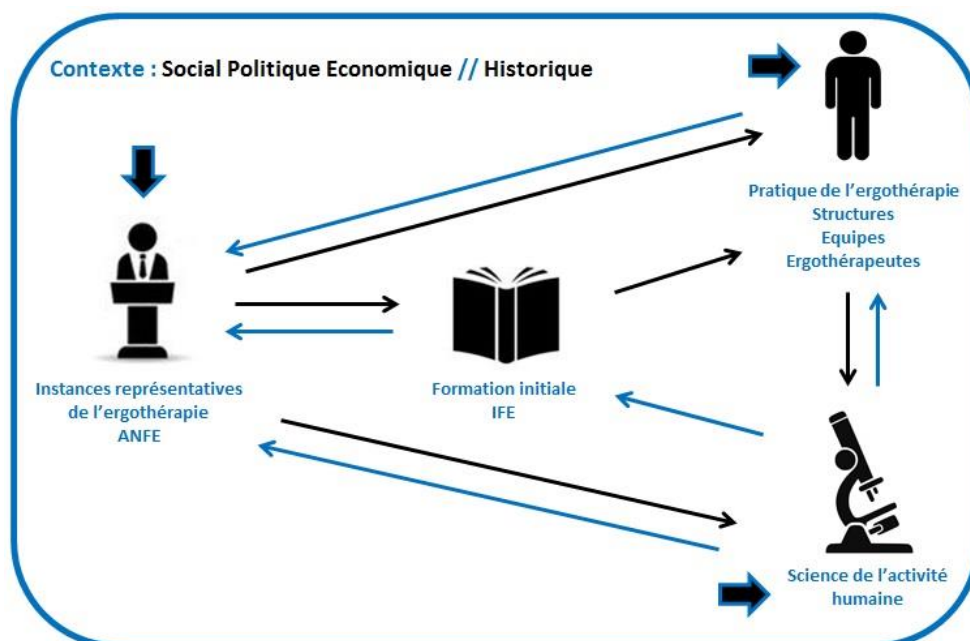 Contexte : Social Politique Economique // Historique
Pratique de l'ergothérapie
Structures
Equipes
Ergothérapeutes
Instances représentatives
de l'ergothérapie
ANFE
Formation initiale
IFE
Science de l'activité
humaine